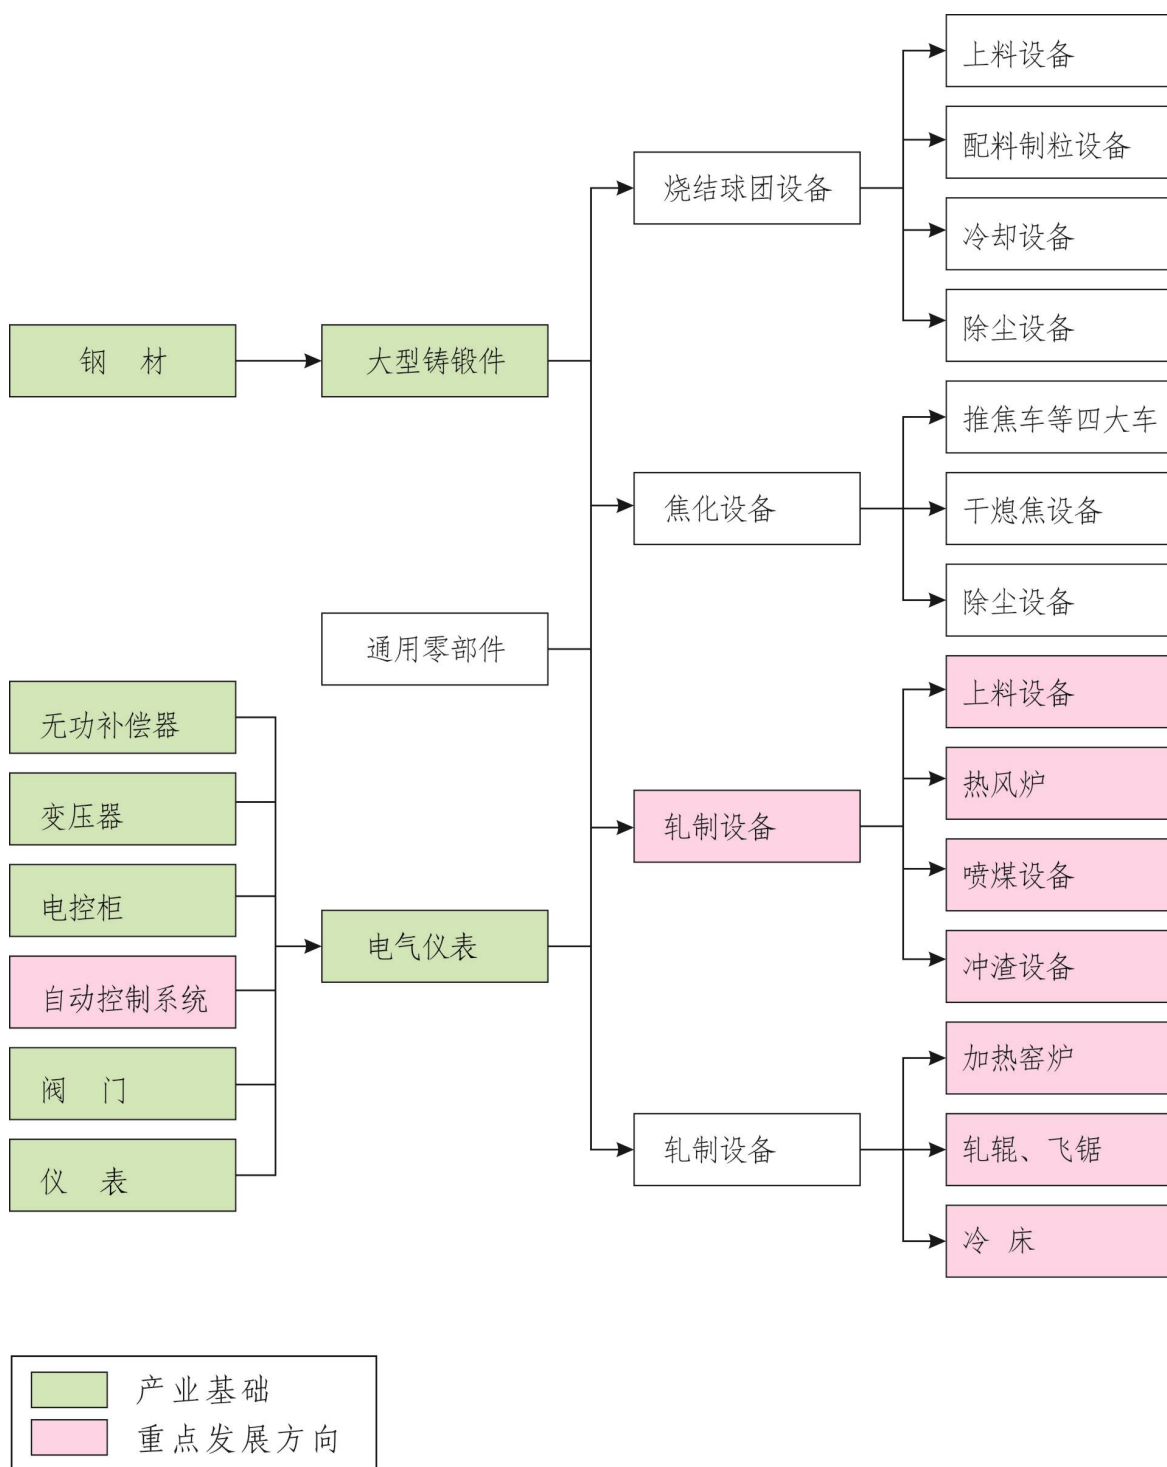 上料设备
配料制粒设备
烧结球团设备
冷却设备
除尘设备
钢 材
大型铸锻件
推焦车等四大车
焦化设备
干熄焦设备
除尘设备
通用零部件
上料设备
无功补偿器
热风炉
变压器
轧制设备
喷煤设备
电控柜
电气仪表
冲渣设备
自动控制系统
加热窑炉
阀 门
轧制设备
轧辊、飞锯
仪 表
冷 床
产业基础
重点发展方向